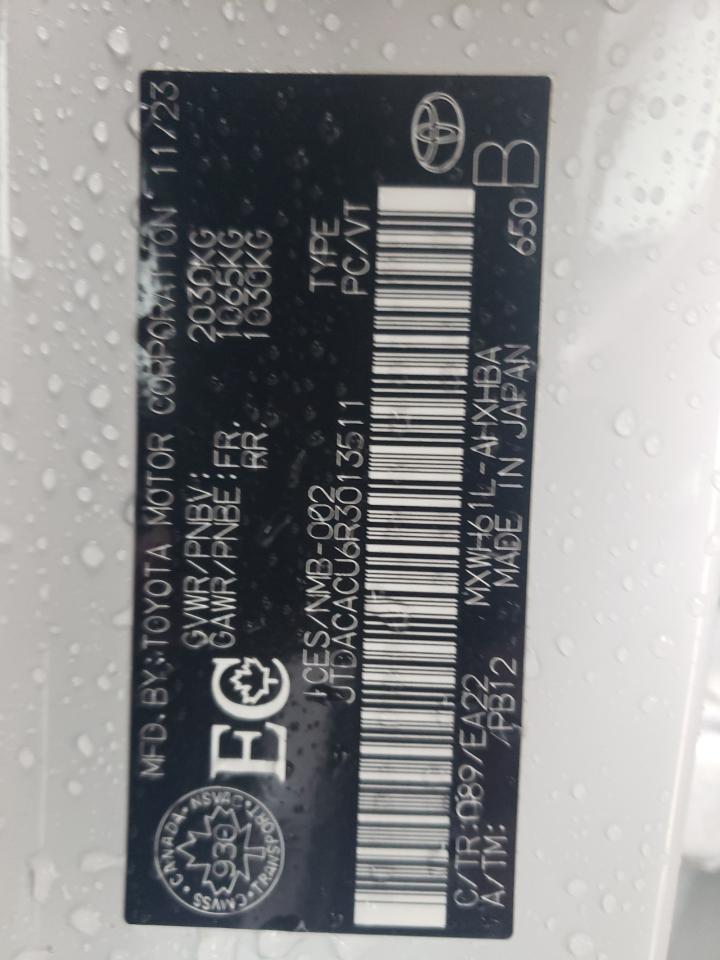 MFD. BY: TOYOTA MOTOR CORPORATION 11/23
GVWR/PNBV: 2030KG
GAWR/PNBE: FR. 1065KG
RR. 1030KG
CANADA • NSVAC • TRANSPORT • CMVSS
930
EC
ICES/NMB-002 TYPE
JTDACACU6R3013511 PC/VT
C/TR: 089/EA22 MXWH61L-AHXHBA
A/TM: /PB12 MADE IN JAPAN 650 B